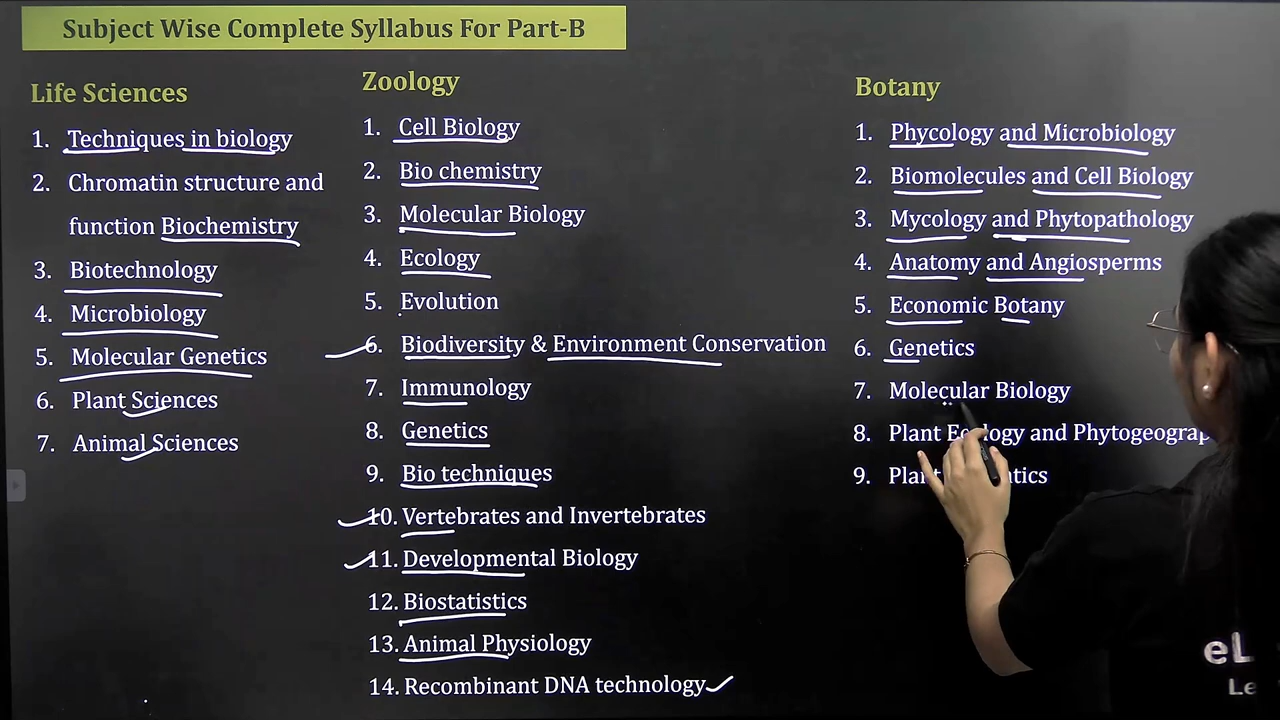 Subject Wise Complete Syllabus For Part-B
Life Sciences
1. Techniques in biology
2. Chromatin structure and
function Biochemistry
3. Biotechnology
4. Microbiology
5. Molecular Genetics
6. Plant Sciences
7. Animal Sciences
Zoology
1. Cell Biology
2. Bio chemistry
3. Molecular Biology
4. Ecology
5. Evolution
6. Biodiversity & Environment Conservation
7. Immunology
8. Genetics
9. Bio techniques
10. Vertebrates and Invertebrates
11. Developmental Biology
12. Biostatistics
13. Animal Physiology
14. Recombinant DNA technology
Botany
1. Phycology and Microbiology
2. Biomolecules and Cell Biology
3. Mycology and Phytopathology
4. Anatomy and Angiosperms
5. Economic Botany
6. Genetics
7. Molecular Biology
8. Plant Ecology and
9. Plant